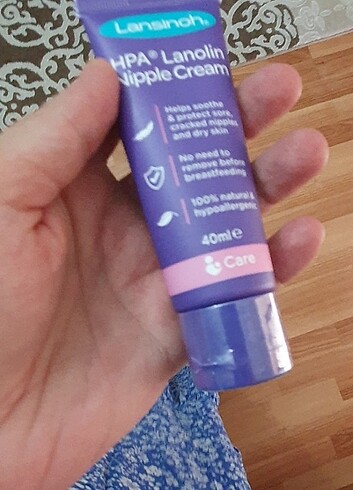 Lansinoh®
HPA® Lanolin
Nipple Cream
Helps soothe
& protect sore,
cracked nipples
and dry skin
No need to
remove before
breastfeeding
100% natural &
hypoallergenic
40ml e
Care